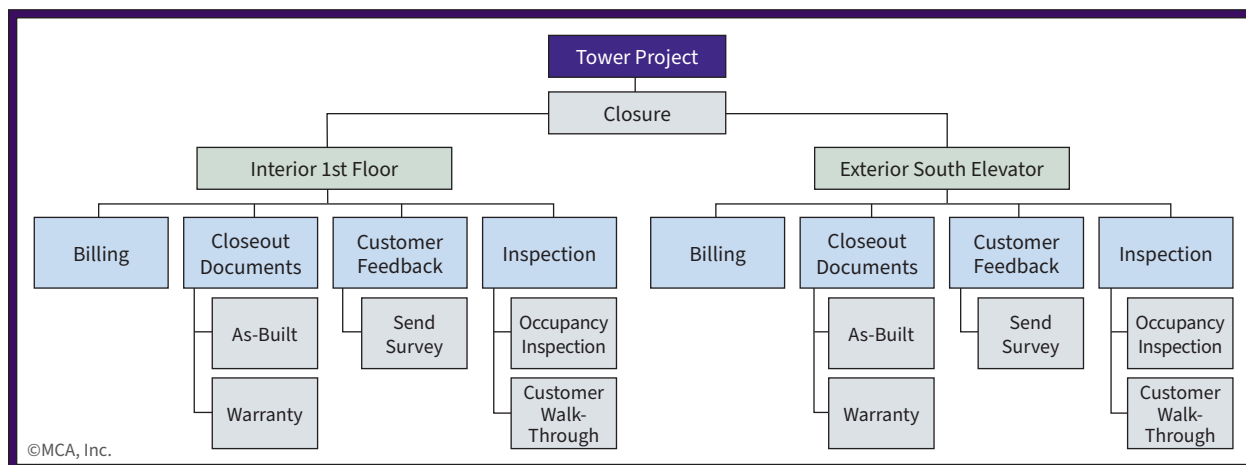 Tower Project
Closure
Interior 1st Floor
Exterior South Elevator
Billing
Closeout
Documents
Customer
Feedback
Inspection
Billing
Closeout
Documents
Customer
Feedback
Inspection
As-Built
Send
Survey
Occupancy
Inspection
As-Built
Send
Survey
Occupancy
Inspection
Warranty
Customer
Walk-
Through
Warranty
Customer
Walk-
Through
©MCA, Inc.